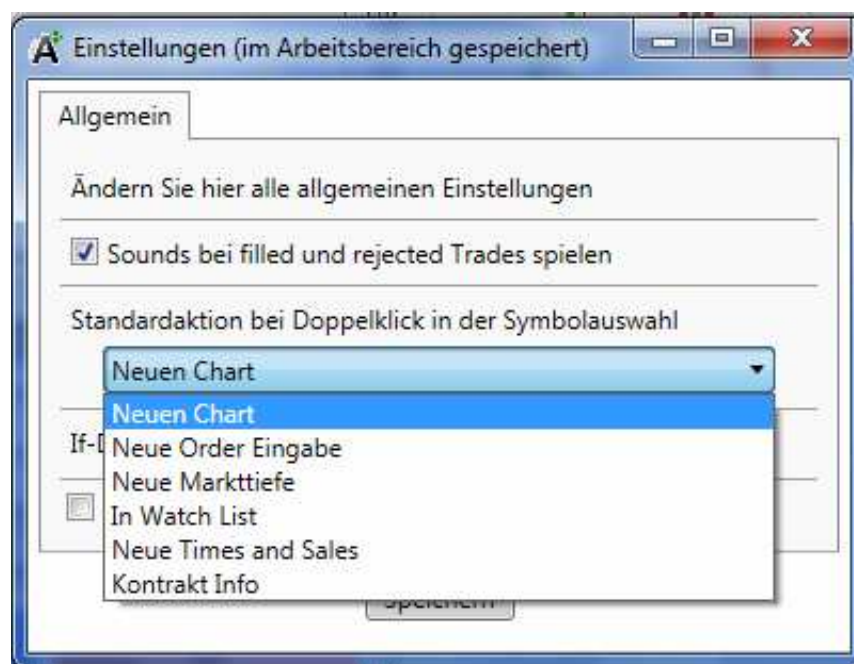 Einstellungen (im Arbeitsbereich gespeichert)
Allgemein
Ändern Sie hier alle allgemeinen Einstellungen
Sounds bei filled und rejected Trades spielen
Standardaktion bei Doppelklick in der Symbolauswahl
Neuen Chart
Neuen Chart
Neue Order Eingabe
Neue Markttiefe
In Watch List
Neue Times and Sales
Kontrakt Info
Speichern